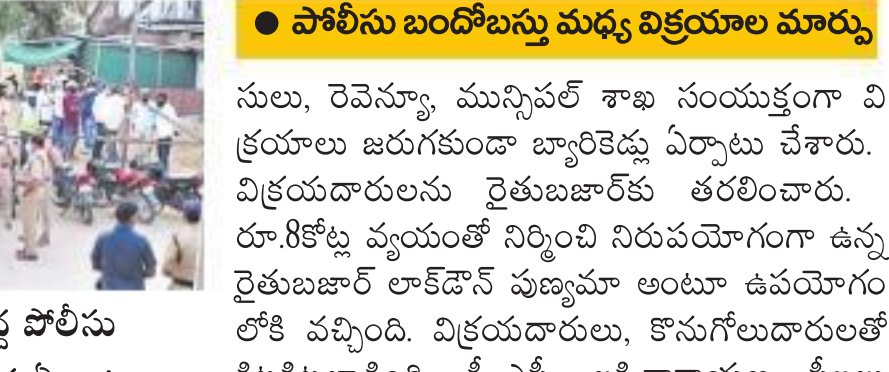 ● పోలీసు బందోబస్తు మధ్య విక్రయాల మార్పు
సులు, రెవెన్యూ, మున్సిపల్ శాఖ సంయుక్తంగా వి
క్రయాలు జరుగకుండా బ్యారికెడ్లు ఏర్పాటు చేశారు.
విక్రయదారులను రైతుబజార్‌కు తరలించారు.
రూ.8కోట్ల వ్యయంతో నిర్మించి నిరుపయోగంగా ఉన్న
రైతుబజార్ లాక్‌డౌన్ పుణ్యమా అంటూ ఉపయోగం
లోకి వచ్చింది. విక్రయదారులు, కొనుగోలుదారులతో
పోలీసు